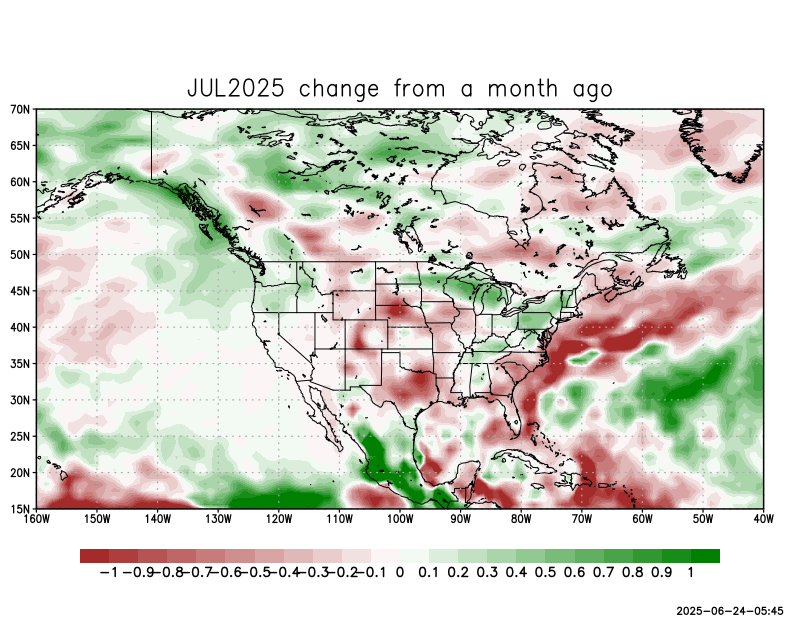 JUL2025 change from a month ago
70N
65N
60N
55N
50N
45N
40N
35N
30N
25N
20N
15N
160W 150W 140W 130W 120W 110W 100W 90W 80W 70W 60W 50W 40W
−1 −0.9 −0.8 −0.7 −0.6 −0.5 −0.4 −0.3 −0.2 −0.1 0 0.1 0.2 0.3 0.4 0.5 0.6 0.7 0.8 0.9 1
2025-06-24-05:45